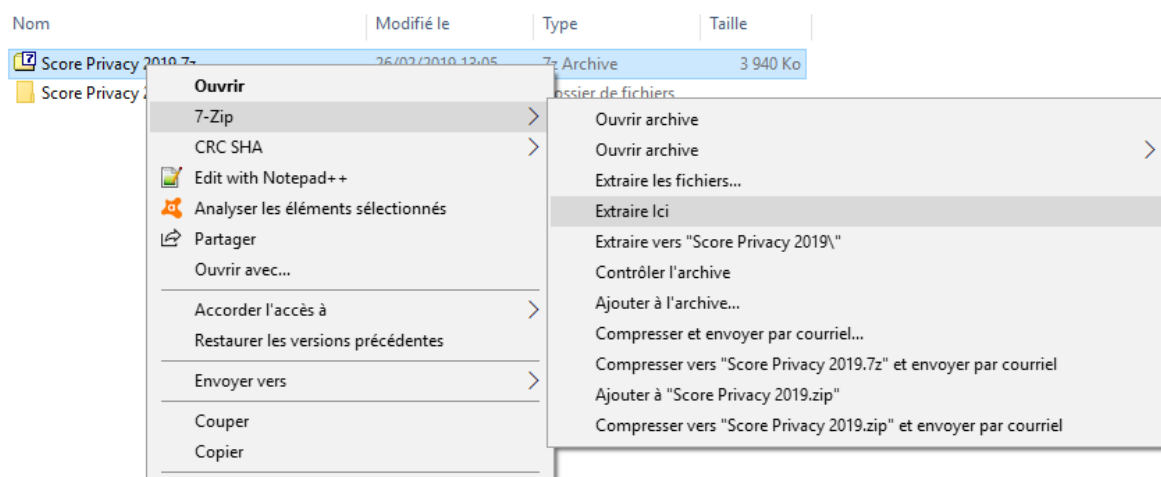 Nom Modifié le Type Taille
Score Privacy 2019.7z 26/02/2019 13:05 7z Archive 3 940 Ko
Score Privacy Dossier de fichiers
Ouvrir
7-Zip
CRC SHA
Edit with Notepad++
Analyser les éléments sélectionnés
Partager
Ouvrir avec...
Accorder l'accès à
Restaurer les versions précédentes
Envoyer vers
Couper
Copier
Ouvrir archive
Ouvrir archive
Extraire les fichiers...
Extraire Ici
Extraire vers "Score Privacy 2019\"
Contrôler l'archive
Ajouter à l'archive...
Compresser et envoyer par courriel...
Compresser vers "Score Privacy 2019.7z" et envoyer par courriel
Ajouter à "Score Privacy 2019.zip"
Compresser vers "Score Privacy 2019.zip" et envoyer par courriel